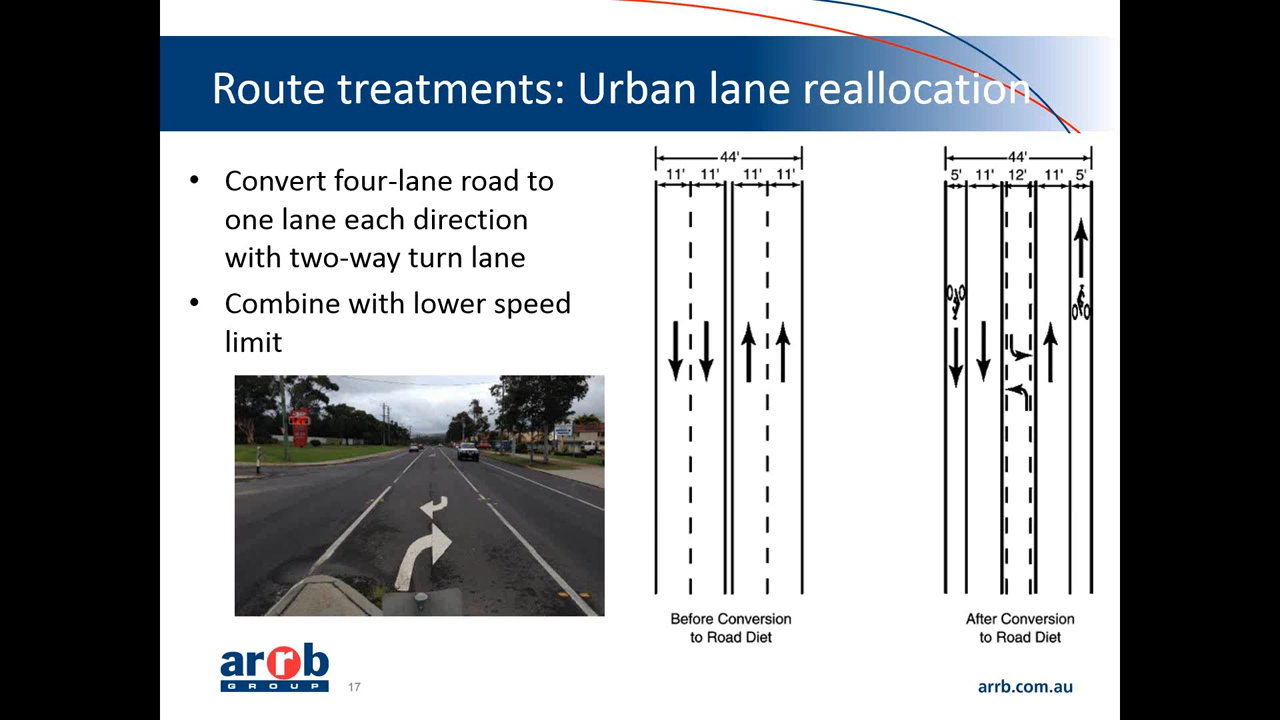 Route treatments: Urban lane reallocation
• Convert four-lane road to
one lane each direction
with two-way turn lane
• Combine with lower speed
limit
44'
11' 11' 11' 11'
Before Conversion
to Road Diet
44'
5' 11' 12' 11' 5'
After Conversion
to Road Diet
arrb
GROUP
17
arrb.com.au